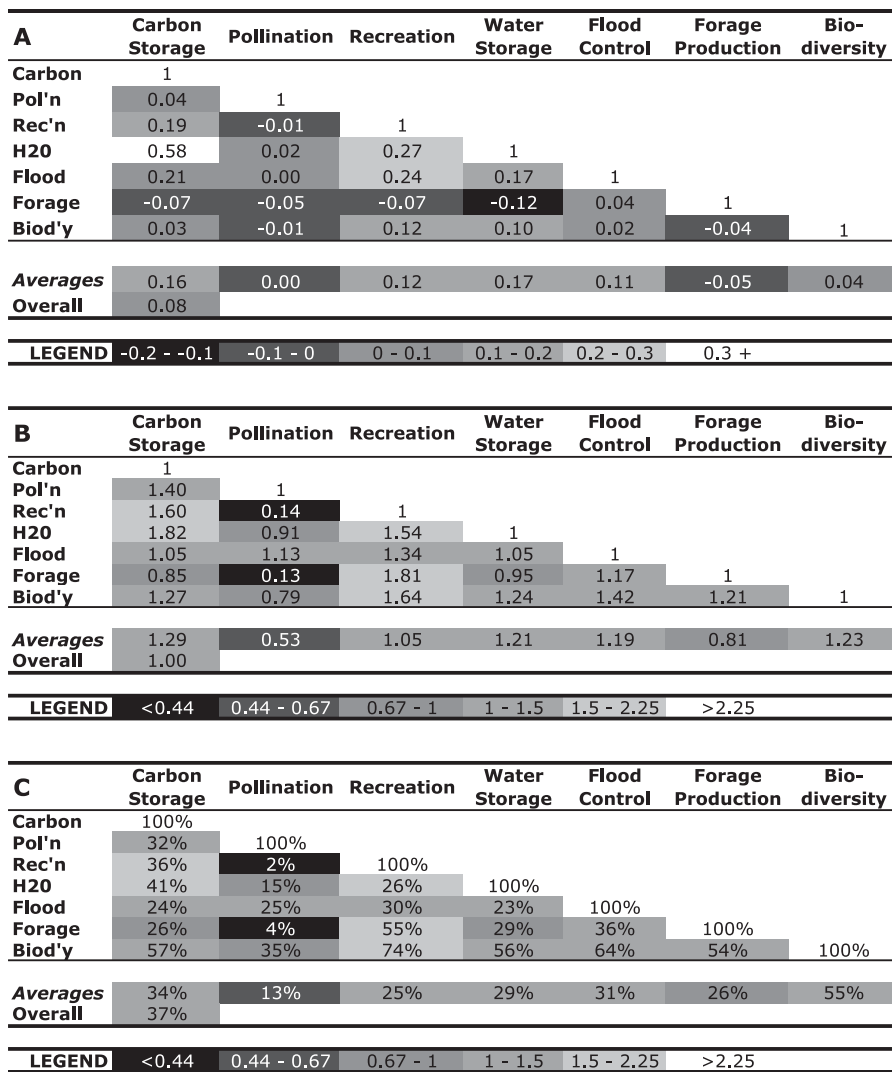 A Carbon Storage Pollination Recreation Water Storage Flood Control Forage Production Bio-diversity
Carbon 1
Pol'n 0.04 1
Rec'n 0.19 -0.01 1
H20 0.58 0.02 0.27 1
Flood 0.21 0.00 0.24 0.17 1
Forage -0.07 -0.05 -0.07 -0.12 0.04 1
Biod'y 0.03 -0.01 0.12 0.10 0.02 -0.04 1
Averages 0.16 0.00 0.12 0.17 0.11 -0.05 0.04
Overall 0.08
LEGEND -0.2 - -0.1 -0.1 - 0 0 - 0.1 0.1 - 0.2 0.2 - 0.3 0.3 +
B Carbon Storage Pollination Recreation Water Storage Flood Control Forage Production Bio-diversity
Carbon 1
Pol'n 1.40 1
Rec'n 1.60 0.14 1
H20 1.82 0.91 1.54 1
Flood 1.05 1.13 1.34 1.05 1
Forage 0.85 0.13 1.81 0.95 1.17 1
Biod'y 1.27 0.79 1.64 1.24 1.42 1.21 1
Averages 1.29 0.53 1.05 1.21 1.19 0.81 1.23
Overall 1.00
LEGEND <0.44 0.44 - 0.67 0.67 - 1 1 - 1.5 1.5 - 2.25 >2.25
C Carbon Storage Pollination Recreation Water Storage Flood Control Forage Production Bio-diversity
Carbon 100%
Pol'n 32% 100%
Rec'n 36% 2% 100%
H20 41% 15% 26% 100%
Flood 24% 25% 30% 23% 100%
Forage 26% 4% 55% 29% 36% 100%
Biod'y 57% 35% 74% 56% 64% 54% 100%
Averages 34% 13% 25% 29% 31% 26% 55%
Overall 37%
LEGEND <0.44 0.44 - 0.67 0.67 - 1 1 - 1.5 1.5 - 2.25 >2.25